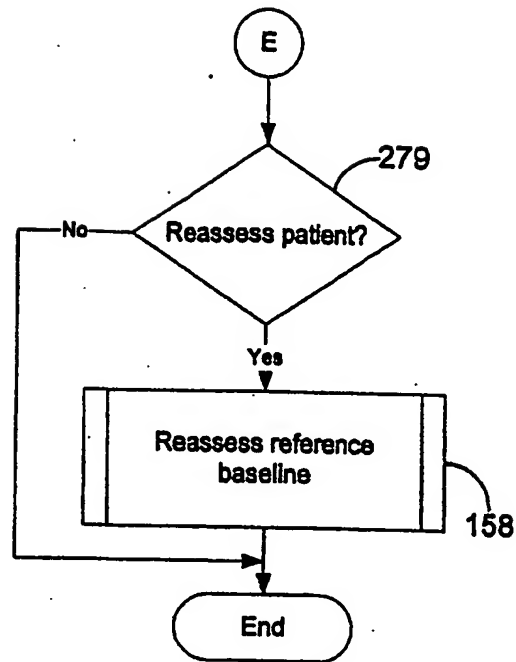 E
279
Reassess patient?
No
Yes
Reassess reference
baseline
158
End